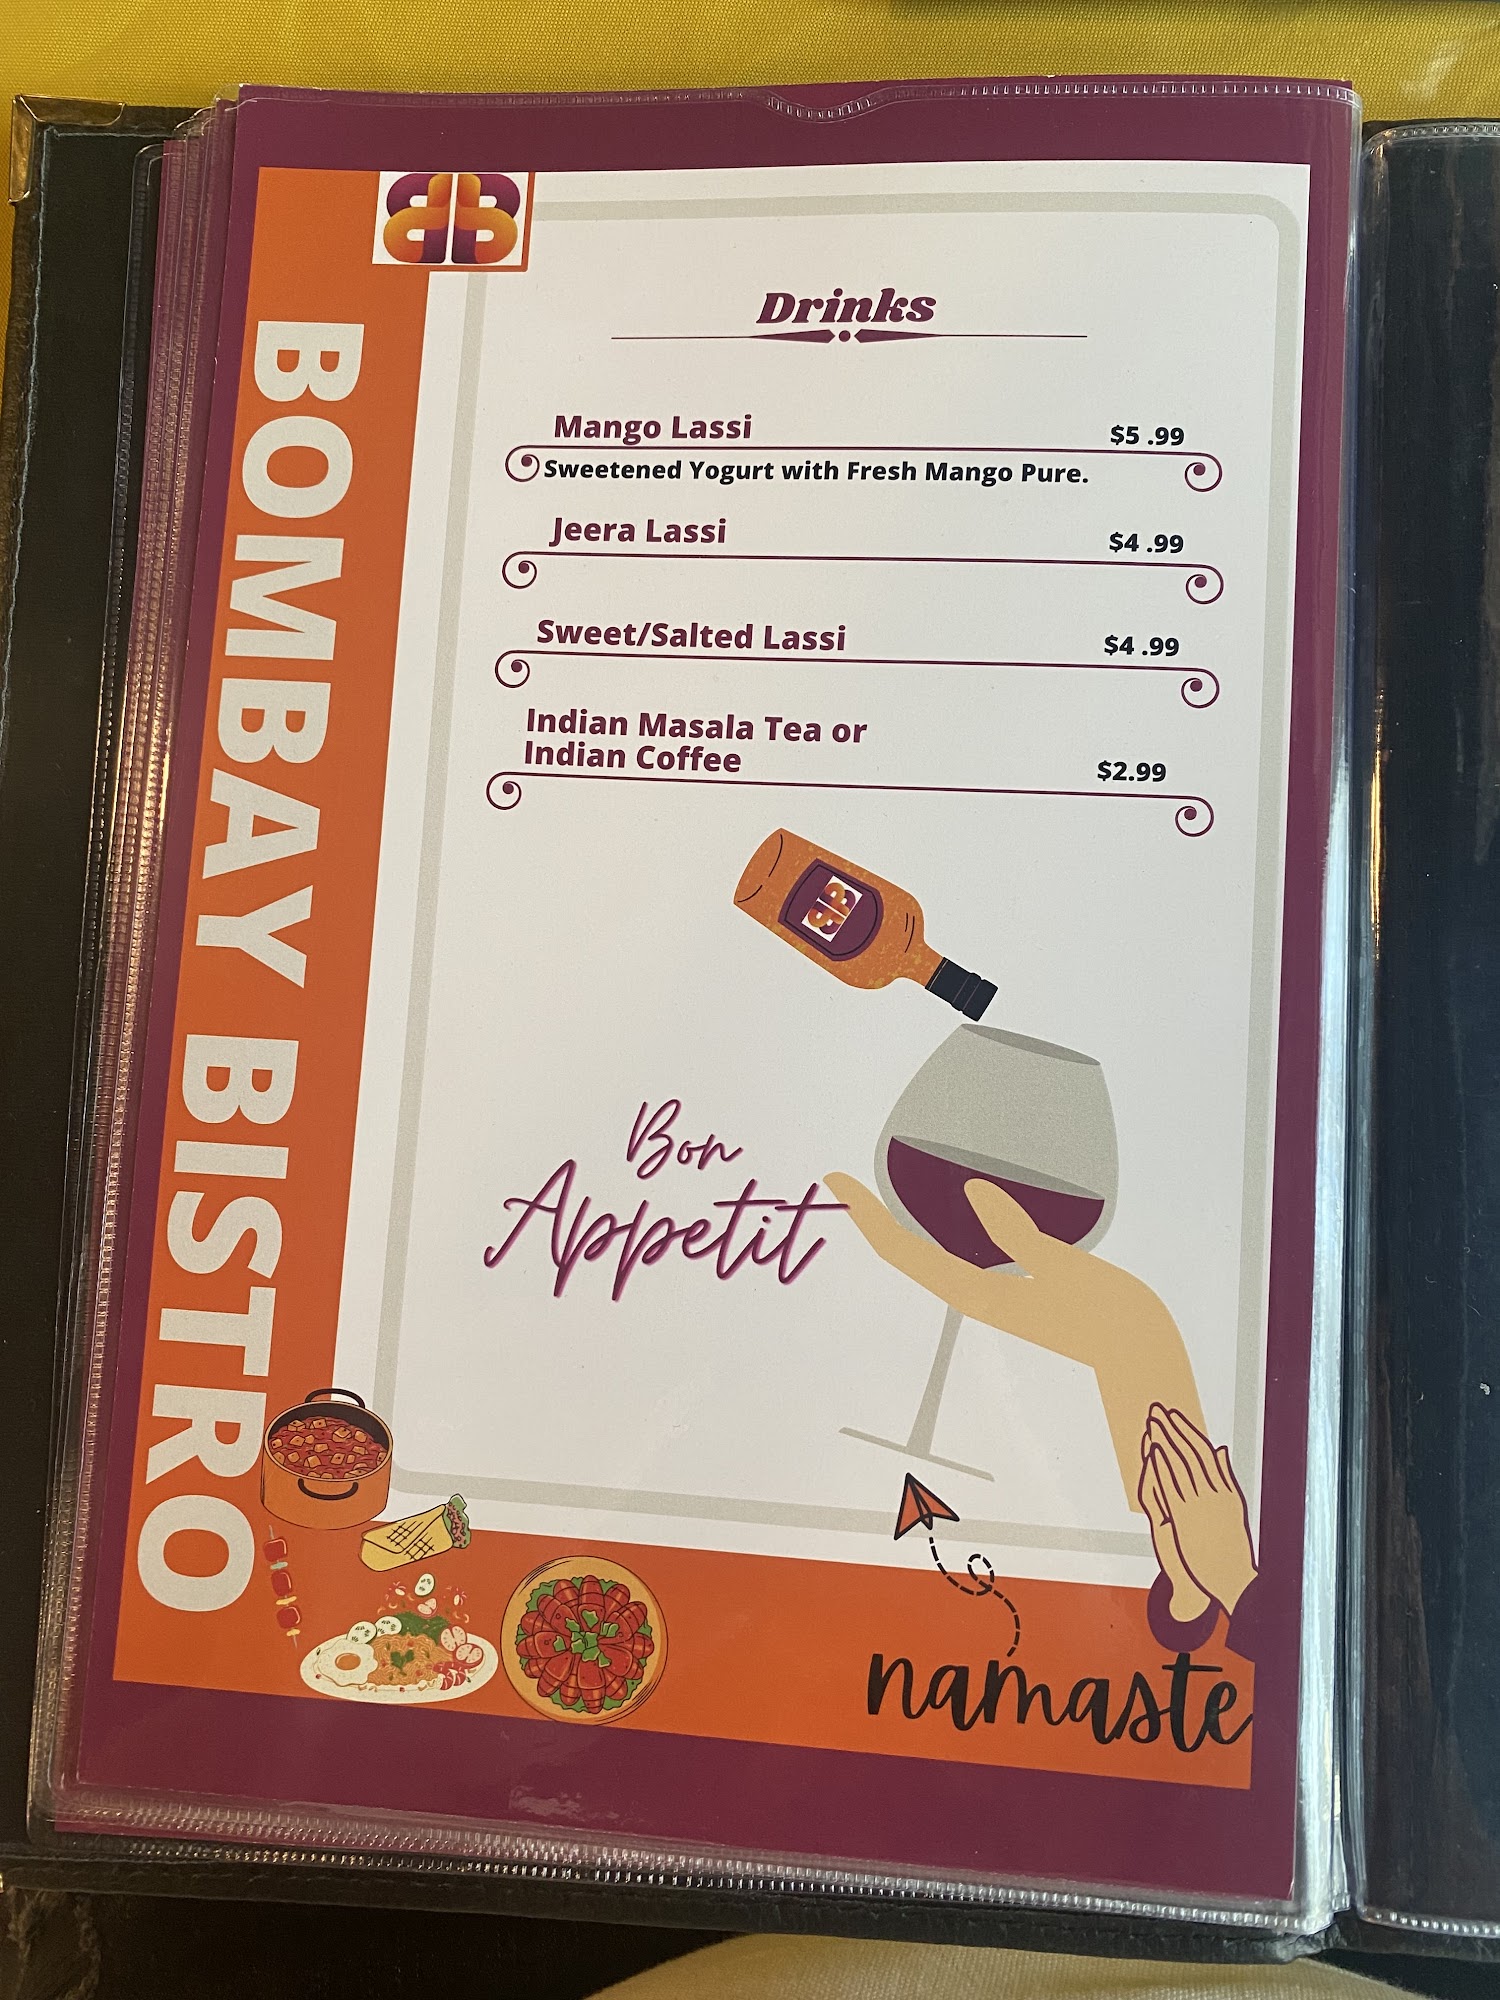 BOMBAY BISTRO
Drinks
Mango Lassi $5 .99
Sweetened Yogurt with Fresh Mango Pure.
Jeera Lassi $4 .99
Sweet/Salted Lassi $4 .99
Indian Masala Tea or
Indian Coffee $2.99
Bon
Appetit
namaste